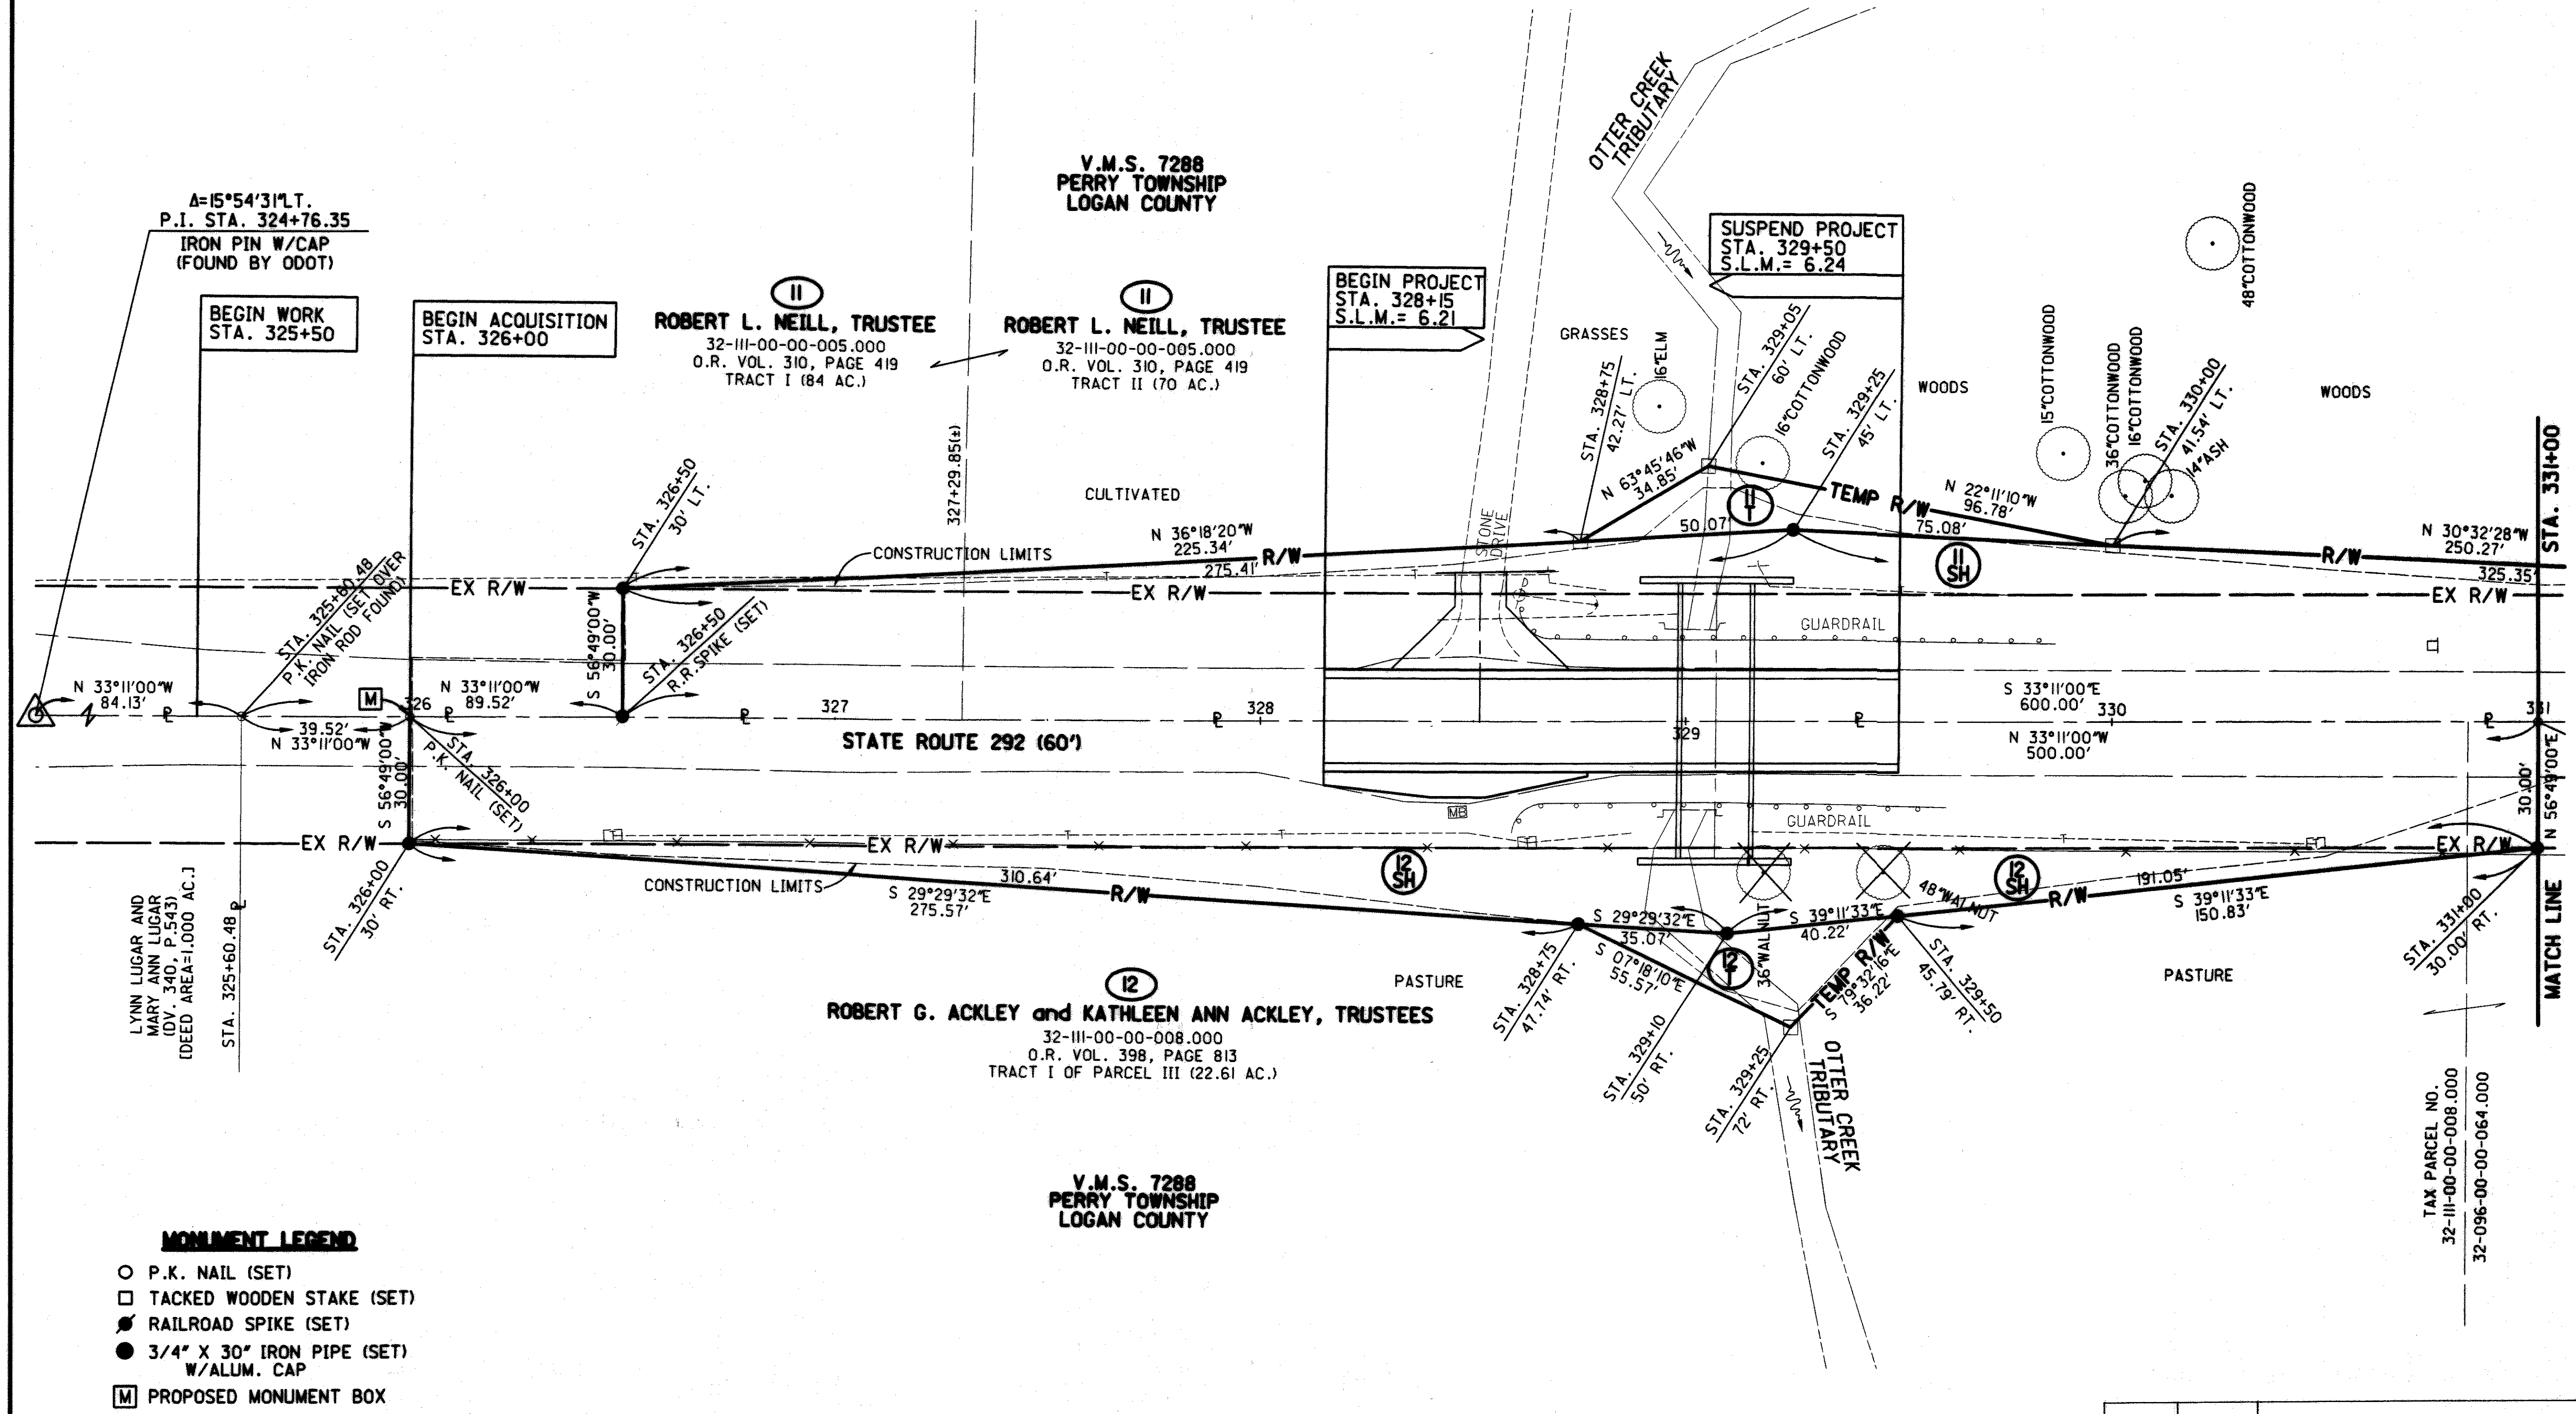 Δ=15°54'31"LT.
P.I. STA. 324+76.35
IRON PIN W/CAP
(FOUND BY ODOT)
BEGIN WORK
STA. 325+50
BEGIN ACQUISITION
STA. 326+00
11
ROBERT L. NEILL, TRUSTEE
32-111-00-00-005.000
O.R. VOL. 310, PAGE 419
TRACT I (84 AC.)
11
ROBERT L. NEILL, TRUSTEE
32-111-00-00-005.000
O.R. VOL. 310, PAGE 419
TRACT II (70 AC.)
V.M.S. 7288
PERRY TOWNSHIP
LOGAN COUNTY
BEGIN PROJECT
STA. 328+15
S.L.M.= 6.21
SUSPEND PROJECT
STA. 329+50
S.L.M.= 6.24
OTTER CREEK
TRIBUTARY
GRASSES
16"ELM
STA. 328+75
42.27' LT.
STA. 329+05
60' LT.
16"COTTONWOOD
STA. 329+25
45' LT.
WOODS
15"COTTONWOOD
36"COTTONWOOD
16"COTTONWOOD
STA. 330+00
41.54' LT.
14"ASH
48"COTTONWOOD
WOODS
STA. 331+00
327+29.85(±)
CULTIVATED
STA. 326+50
30' LT.
CONSTRUCTION LIMITS
N 36°18'20"W
225.34'
275.41'
R/W
STONE
DRIVE
N 63°45'46"W
34.85'
50.07'
11
T
TEMP R/W
N 22°11'10"W
96.78'
75.08'
11
SH
R/W
N 30°32'28"W
250.27'
325.35'
EX R/W
EX R/W
EX R/W
STA. 325+60.48
P.K. NAIL (SET OVER
IRON ROD FOUND)
S 56°49'00"W
30.00'
STA. 326+50
R.R.SPIKE (SET)
GUARDRAIL
N 33°11'00"W
84.13'
39.52'
N 33°11'00"W
M
326
N 33°11'00"W
89.52'
327
328
329
330
331
S 33°11'00"E
600.00'
N 33°11'00"W
500.00'
STATE ROUTE 292 (60')
S 56°49'00"W
30.00'
STA. 326+00
P.K. NAIL (SET)
MB
GUARDRAIL
30.00'
N 56°49'00"E
EX R/W
EX R/W
EX R/W
STA. 326+00
30' RT.
CONSTRUCTION LIMITS
310.64'
S 29°29'32"E
275.57'
R/W
12
SH
12
SH
S 29°29'32"E
35.07'
S 39°11'33"E
40.22'
48"WALNUT
R/W
191.05'
S 39°11'33"E
150.83'
36"WALNUT
12
T
S 07°18'10"E
55.57'
TEMP R/W
S 79°32'16"E
36.22'
STA. 328+75
47.74' RT.
STA. 329+10
50' RT.
STA. 329+25
72' RT.
STA. 329+50
45.79' RT.
STA. 331+00
30.00' RT.
MATCH LINE
PASTURE
PASTURE
LYNN LUGAR AND
MARY ANN LUGAR
(DV. 340, P.543)
[DEED AREA=1.000 AC.]
STA. 325+60.48
12
ROBERT G. ACKLEY and KATHLEEN ANN ACKLEY, TRUSTEES
32-111-00-00-008.000
O.R. VOL. 398, PAGE 813
TRACT I OF PARCEL III (22.61 AC.)
OTTER CREEK
TRIBUTARY
TAX PARCEL NO.
32-111-00-00-008.000
32-096-00-00-064.000
V.M.S. 7288
PERRY TOWNSHIP
LOGAN COUNTY
MONUMENT LEGEND
P.K. NAIL (SET)
TACKED WOODEN STAKE (SET)
RAILROAD SPIKE (SET)
3/4" X 30" IRON PIPE (SET)
W/ALUM. CAP
M PROPOSED MONUMENT BOX